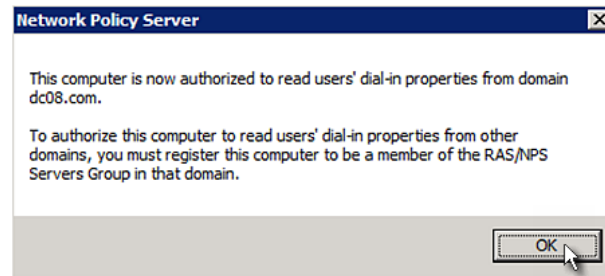 Network Policy Server
This computer is now authorized to read users' dial-in properties from domain
dc08.com.
To authorize this computer to read users' dial-in properties from other
domains, you must register this computer to be a member of the RAS/NPS
Servers Group in that domain.
OK